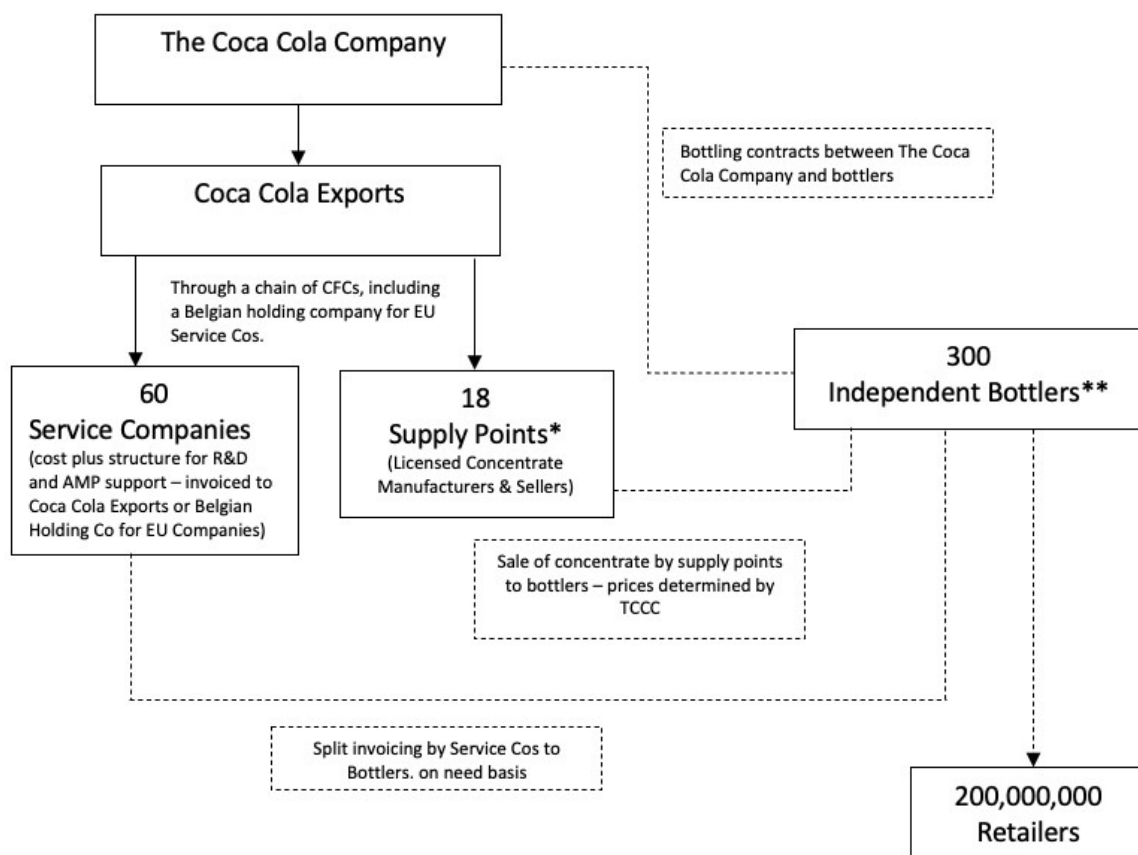 The Coca Cola Company
Bottling contracts between The Coca
Cola Company and bottlers
Coca Cola Exports
Through a chain of CFCs, including
a Belgian holding company for EU
Service Cos.
60
Service Companies
(cost plus structure for R&D
and AMP support – invoiced to
Coca Cola Exports or Belgian
Holding Co for EU Companies)
18
Supply Points*
(Licensed Concentrate
Manufacturers & Sellers)
300
Independent Bottlers**
Sale of concentrate by supply points
to bottlers – prices determined by
TCCC
Split invoicing by Service Cos to
Bottlers. on need basis
200,000,000
Retailers